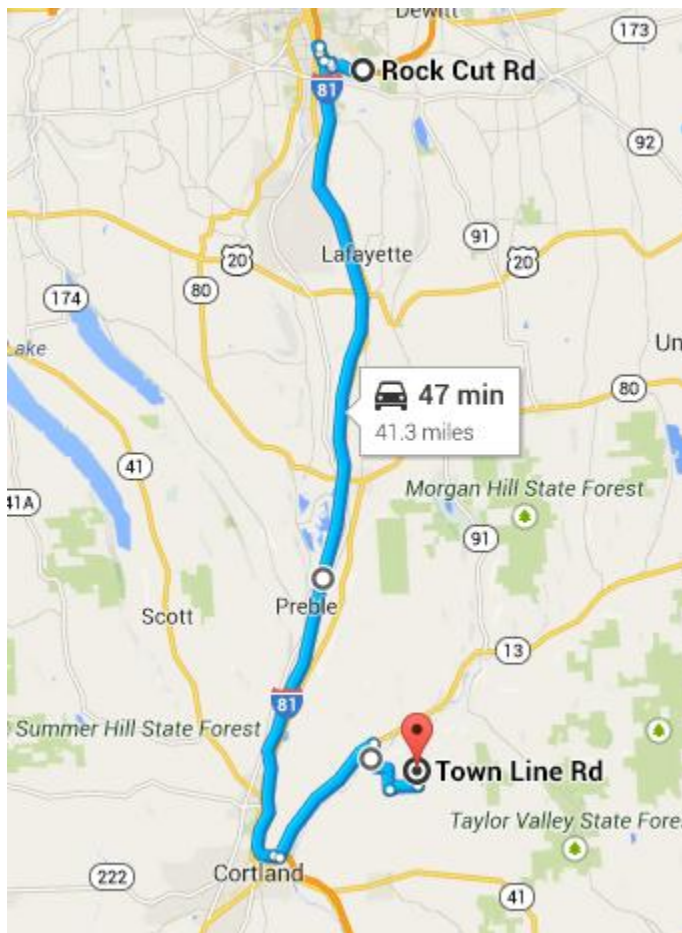 Dewitt
173
Rock Cut Rd
81
92
91
Lafayette
20
20
80
174
ake
Un
47 min
41.3 miles
80
41
Morgan Hill State Forest
41A
91
Preble
Scott
13
81
Summer Hill State Forest
Town Line Rd
Taylor Valley State Fores
Cortland
222
41